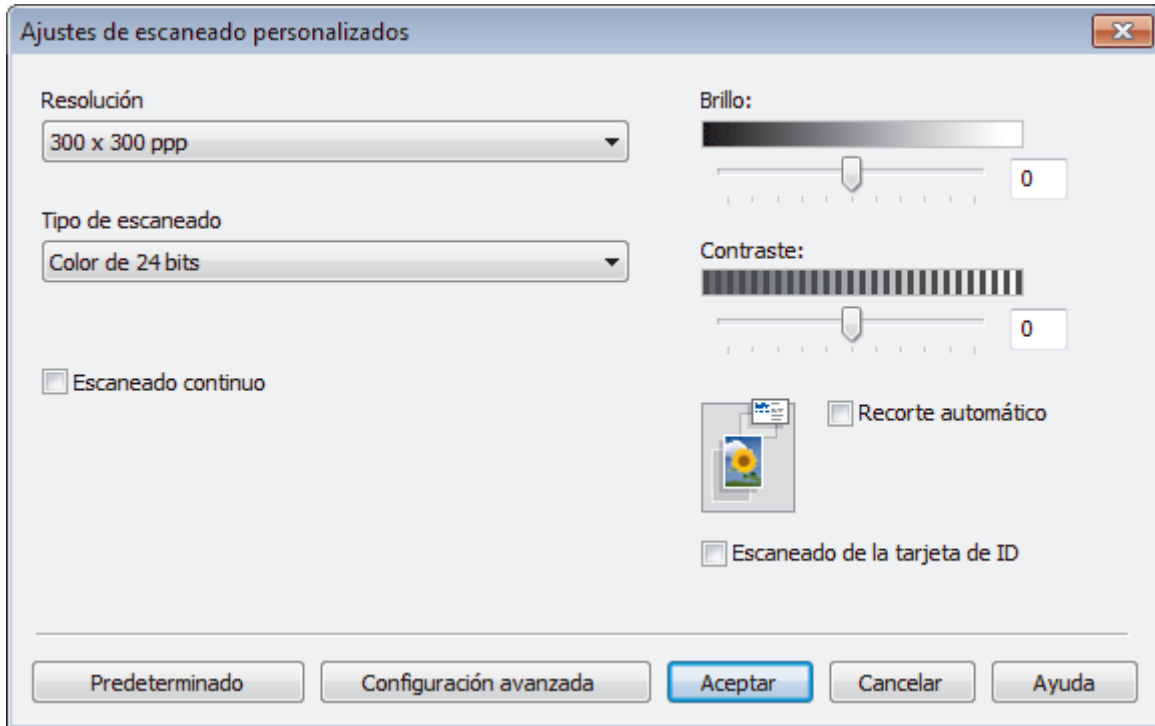 Ajustes de escaneado personalizados
Resolución
300 x 300 ppp
Tipo de escaneado
Color de 24 bits
Escaneado continuo
Brillo:
0
Contraste:
0
Recorte automático
Escaneado de la tarjeta de ID
Predeterminado
Configuración avanzada
Aceptar
Cancelar
Ayuda